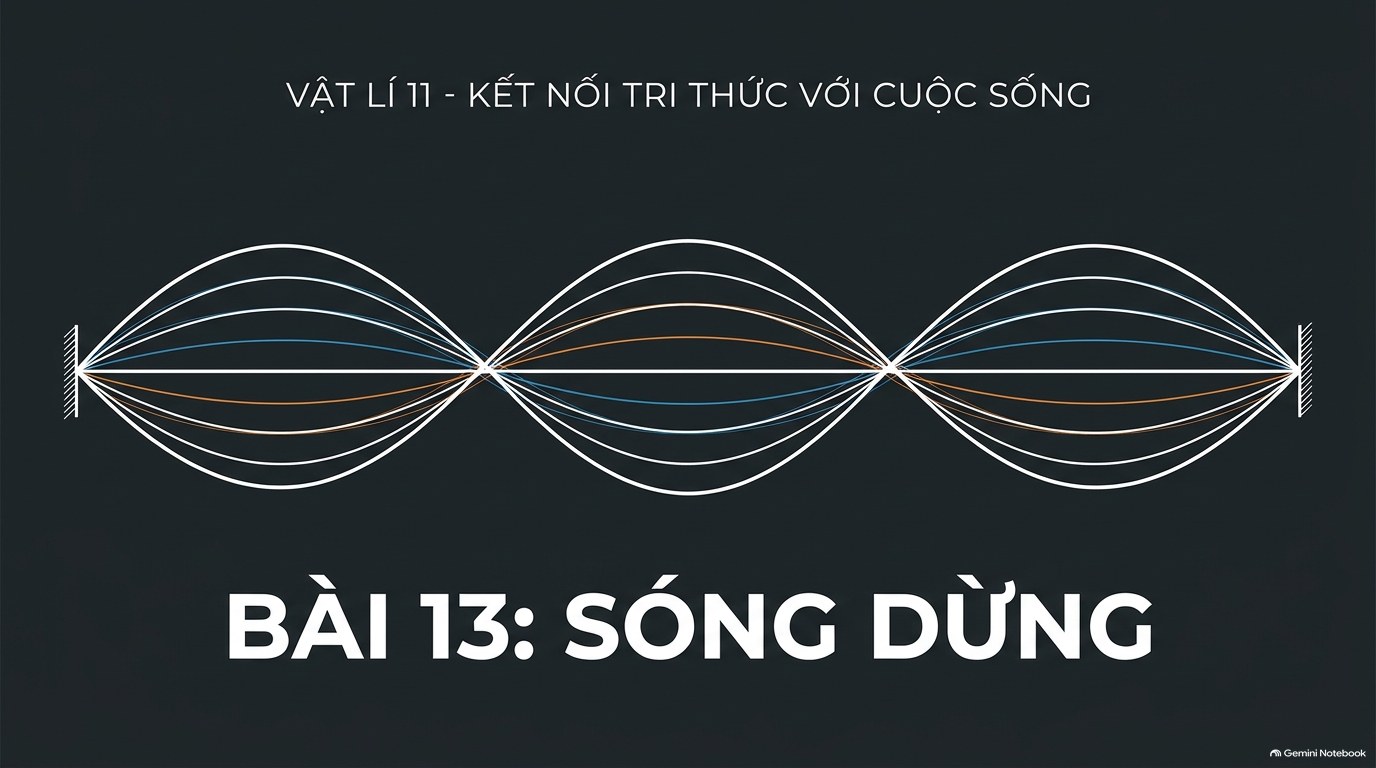 VẬT LÍ 11 - KẾT NỐI TRI THỨC VỚI CUỘC SỐNG
BÀI 13: SÓNG DỪNG
Gemini Notebook